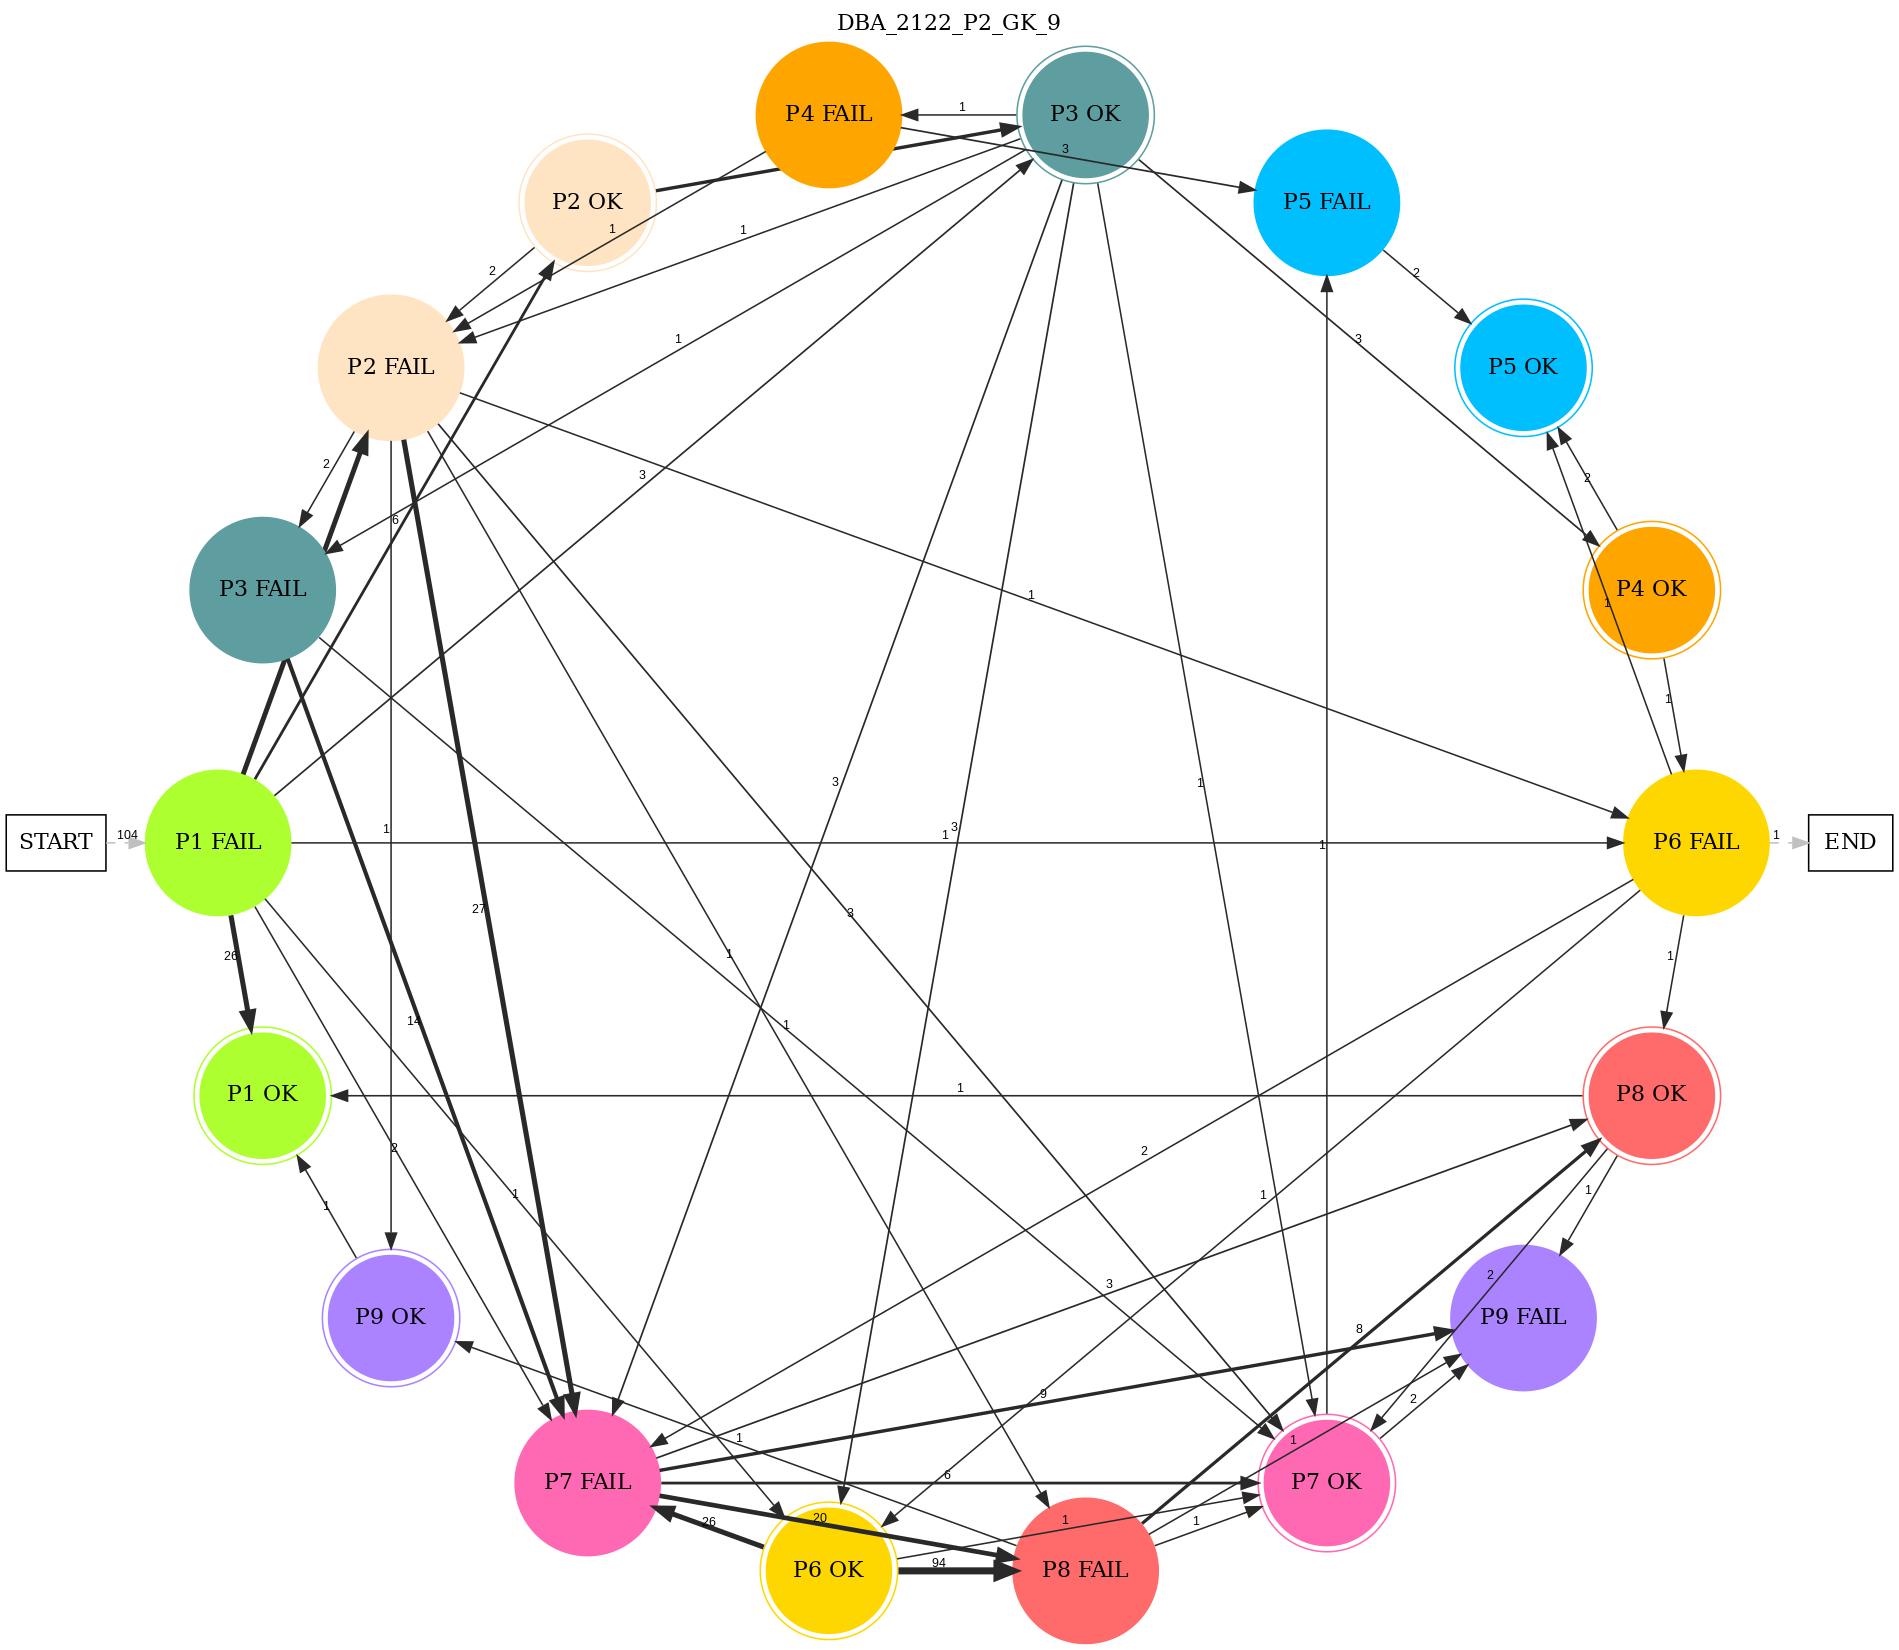 DBA_2122_P2_GK_9
P4 FAIL
1
P3 OK
3
P2 OK
P5 FAIL
1
1
2
2
1
3
P2 FAIL
P5 OK
2
3
2
6
P3 FAIL
P4 OK
1
1
1
3
1
START
104
P1 FAIL
1
1
3
1
3
P6 FAIL
1
END
27
3
26
1
1
14
1
P1 OK
1
P8 OK
2
2
1
1
1
1
3
2
P9 OK
P9 FAIL
8
9
2
1
1
P7 FAIL
6
P7 OK
26
20
1
1
P6 OK
94
P8 FAIL